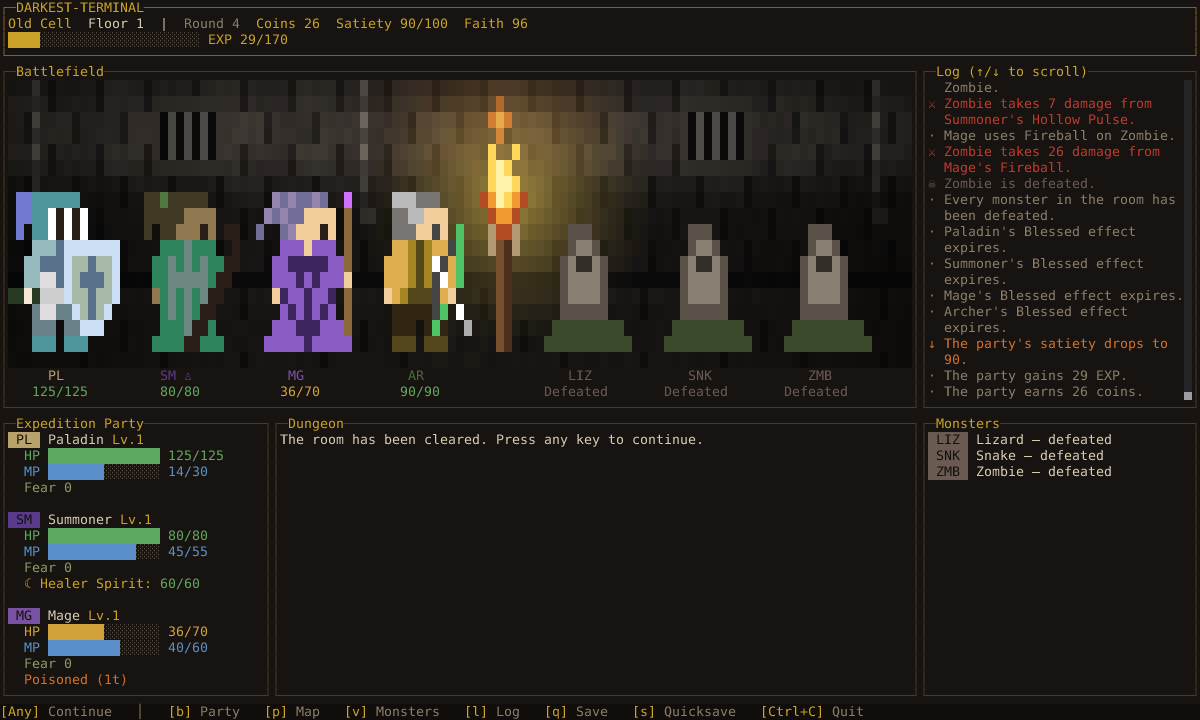 DARKEST-TERMINAL
Old Cell  Floor 1  |  Round 4  Coins 26  Satiety 90/100  Faith 96
EXP 29/170
Battlefield
PL  SM ♙  MG  AR  LIZ  SNK  ZMB
125/125  80/80  36/70  90/90  Defeated  Defeated  Defeated
Log (↑/↓ to scroll)
Zombie.
⚔ Zombie takes 7 damage from
Summoner's Hollow Pulse.
· Mage uses Fireball on Zombie.
⚔ Zombie takes 26 damage from
Mage's Fireball.
☠ Zombie is defeated.
· Every monster in the room has
been defeated.
· Paladin's Blessed effect
expires.
· Summoner's Blessed effect
expires.
· Mage's Blessed effect expires.
· Archer's Blessed effect
expires.
↓ The party's satiety drops to
90.
· The party gains 29 EXP.
· The party earns 26 coins.
Expedition Party
PL Paladin Lv.1
HP 125/125
MP 14/30
Fear 0
SM Summoner Lv.1
HP 80/80
MP 45/55
Fear 0
☾ Healer Spirit: 60/60
MG Mage Lv.1
HP 36/70
MP 40/60
Fear 0
Poisoned (1t)
Dungeon
The room has been cleared. Press any key to continue.
Monsters
LIZ Lizard — defeated
SNK Snake — defeated
ZMB Zombie — defeated
[Any] Continue  │  [b] Party  [p] Map  [v] Monsters  [l] Log  [q] Save  [s] Quicksave  [Ctrl+C] Quit